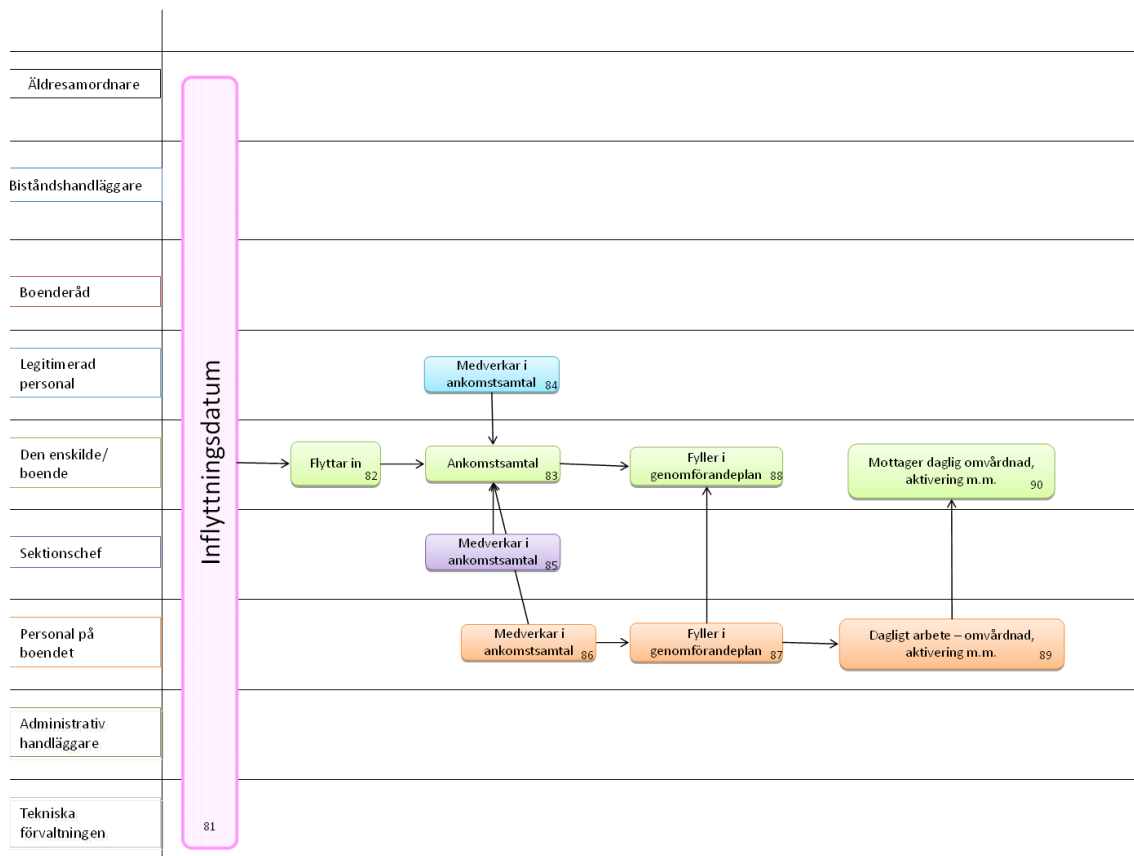 Äldresamordnare
Biståndshandläggare
Boenderåd
Legitimerad
personal
Den enskilde/
boende
Sektionschef
Personal på
boendet
Administrativ
handläggare
Tekniska
förvaltningen
Inflyttningsdatum
81
Flyttar in
82
Medverkar i
ankomstsamtal 84
Ankomstsamtal
83
Medverkar i
ankomstsamtal 85
Medverkar i
ankomstsamtal 86
Fyller i
genomförandeplan 88
Fyller i
genomförandeplan 87
Mottager daglig omvårdnad,
aktivering m.m. 90
Dagligt arbete – omvårdnad,
aktivering m.m. 89